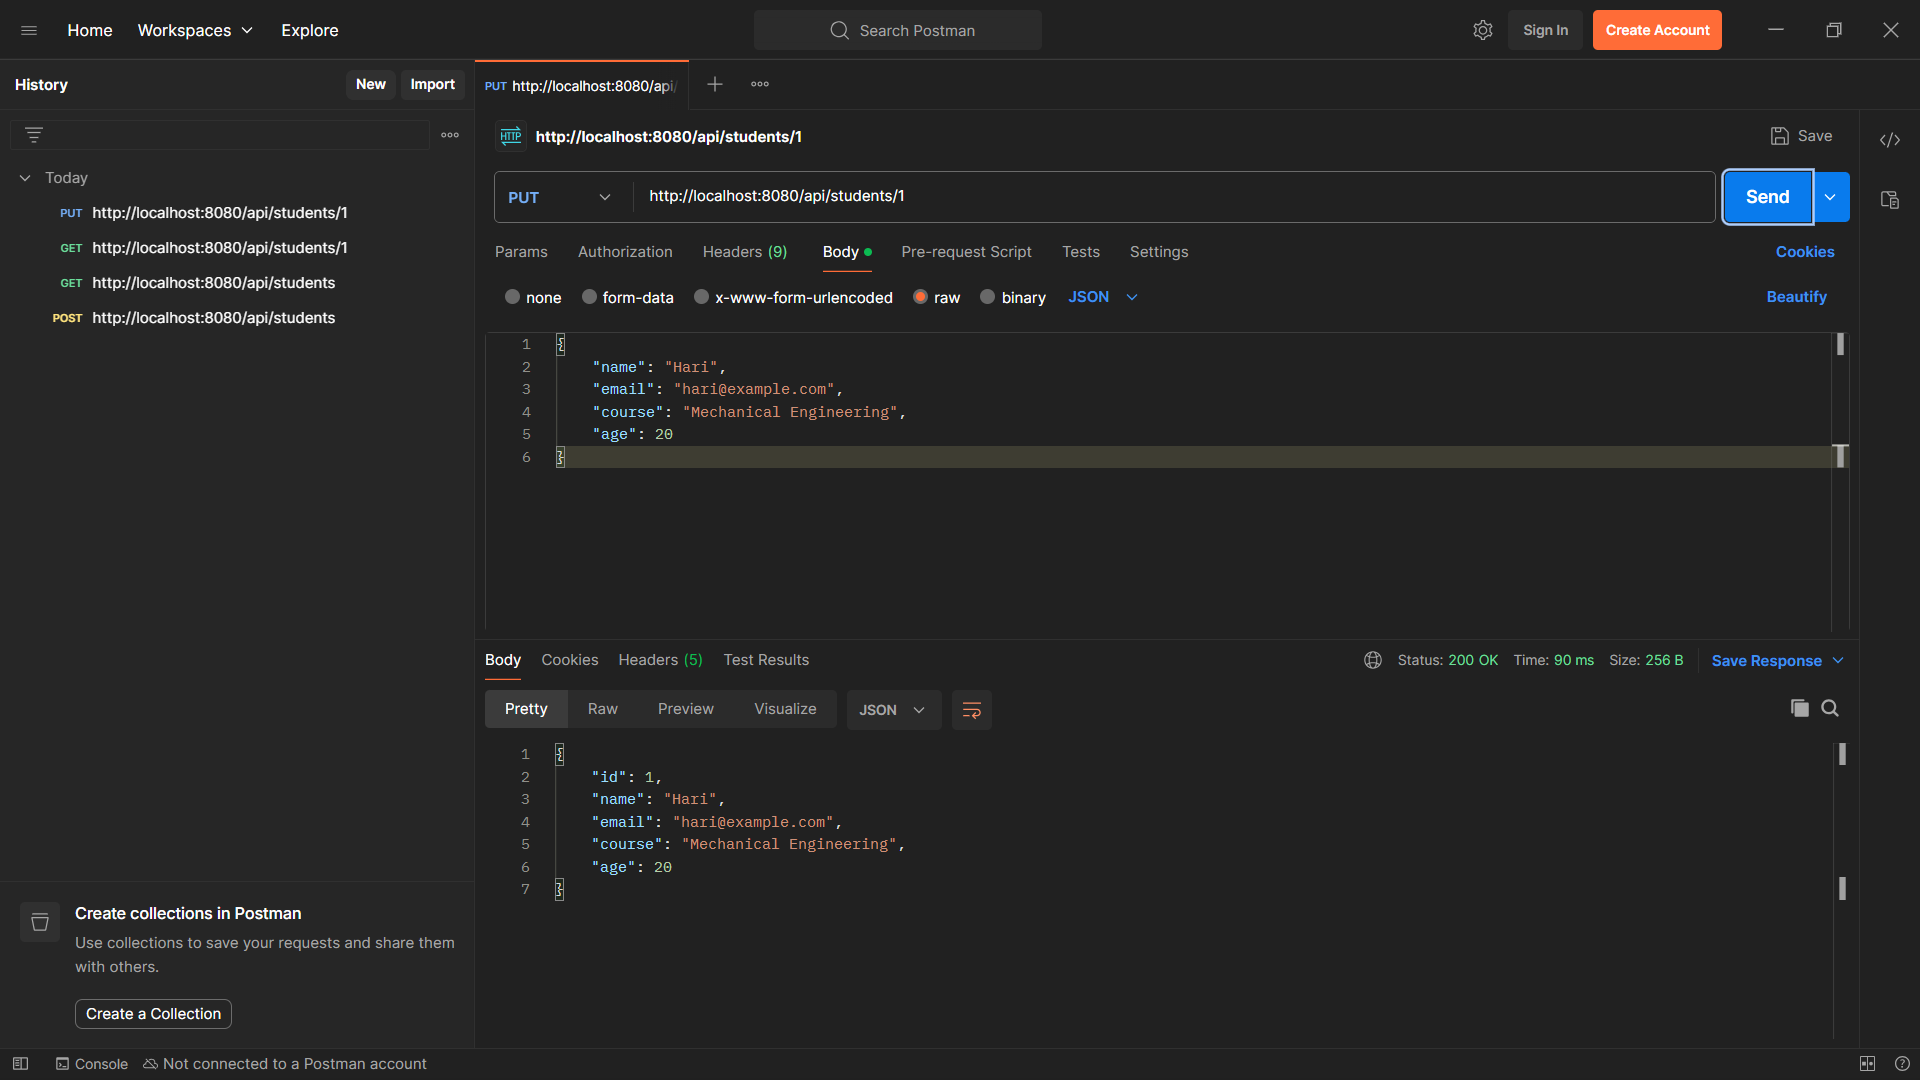 Home Workspaces Explore Search Postman Sign In Create Account
History New Import
PUT http://localhost:8080/api/
HTTP http://localhost:8080/api/students/1 Save
Today
PUT http://localhost:8080/api/students/1
GET http://localhost:8080/api/students/1
GET http://localhost:8080/api/students
POST http://localhost:8080/api/students
PUT http://localhost:8080/api/students/1 Send
Params Authorization Headers (9) Body Pre-request Script Tests Settings Cookies
none form-data x-www-form-urlencoded raw binary JSON Beautify
1 {
2 "name": "Hari",
3 "email": "hari@example.com",
4 "course": "Mechanical Engineering",
5 "age": 20
6 }
Body Cookies Headers (5) Test Results Status: 200 OK Time: 90 ms Size: 256 B Save Response
Pretty Raw Preview Visualize JSON
1 {
2 "id": 1,
3 "name": "Hari",
4 "email": "hari@example.com",
5 "course": "Mechanical Engineering",
6 "age": 20
7 }
Create collections in Postman
Use collections to save your requests and share them
with others.
Create a Collection
Console Not connected to a Postman account